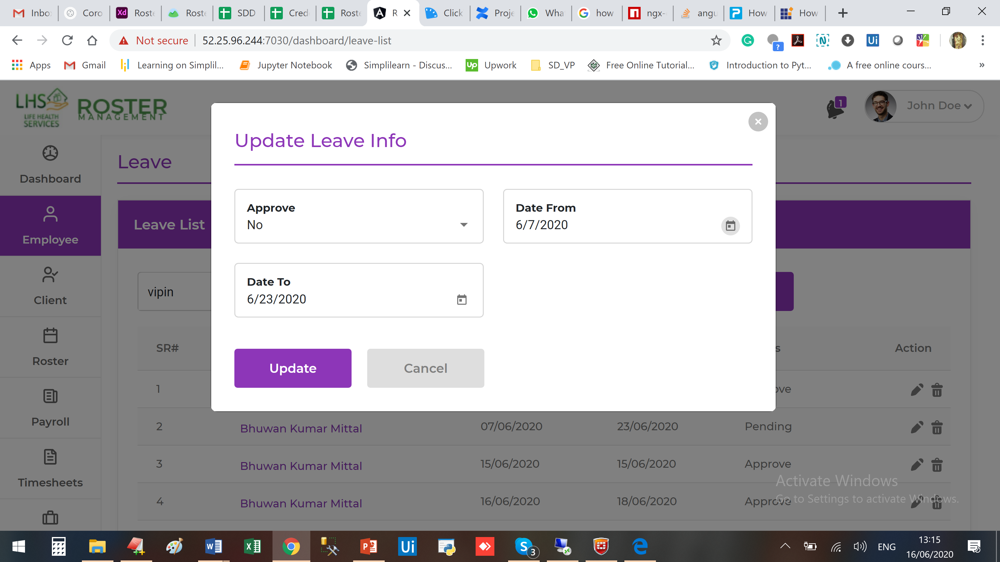 Inbo Coro Roste Roste SDD Cred Roste R Click Proje Wha how ngx- angu How How
Not secure 52.25.96.244:7030/dashboard/leave-list
Apps Gmail Learning on Simplil... Jupyter Notebook Simplilearn - Discus... Upwork SD_VP Free Online Tutorial... Introduction to Pyt... A free online cours... »
LHS
LIFE HEALTH
SERVICES
ROSTER
MANAGEMENT
1
John Doe
Dashboard
Employee
Client
Roster
Payroll
Timesheets
Leave
Leave List
vipin
Update Leave Info
Approve
No
Date From
6/7/2020
Date To
6/23/2020
Update Cancel
SR# s Action
1 ove
2 Bhuwan Kumar Mittal 07/06/2020 23/06/2020 Pending
3 Bhuwan Kumar Mittal 15/06/2020 15/06/2020 Approve
4 Bhuwan Kumar Mittal 16/06/2020 18/06/2020 Approve
Activate Windows
Go to Settings to activate Windows.
3
ENG
13:15
16/06/2020